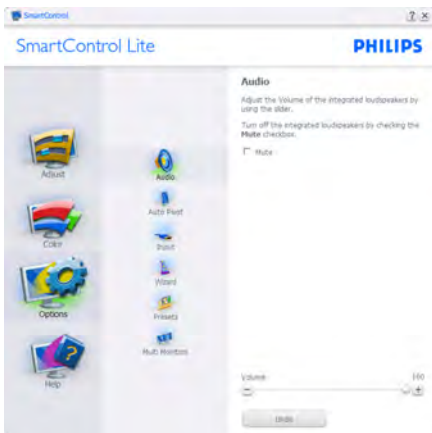 SmartControl
SmartControl Lite
PHILIPS
Adjust
Color
Options
Help
Audio
Auto Pivot
Input
Wizard
Presets
Multi Monitors
Audio
Adjust the Volume of the integrated loudspeakers by
using the slider.
Turn off the integrated loudspeakers by checking the
Mute checkbox.
Mute
Volume
100
Undo